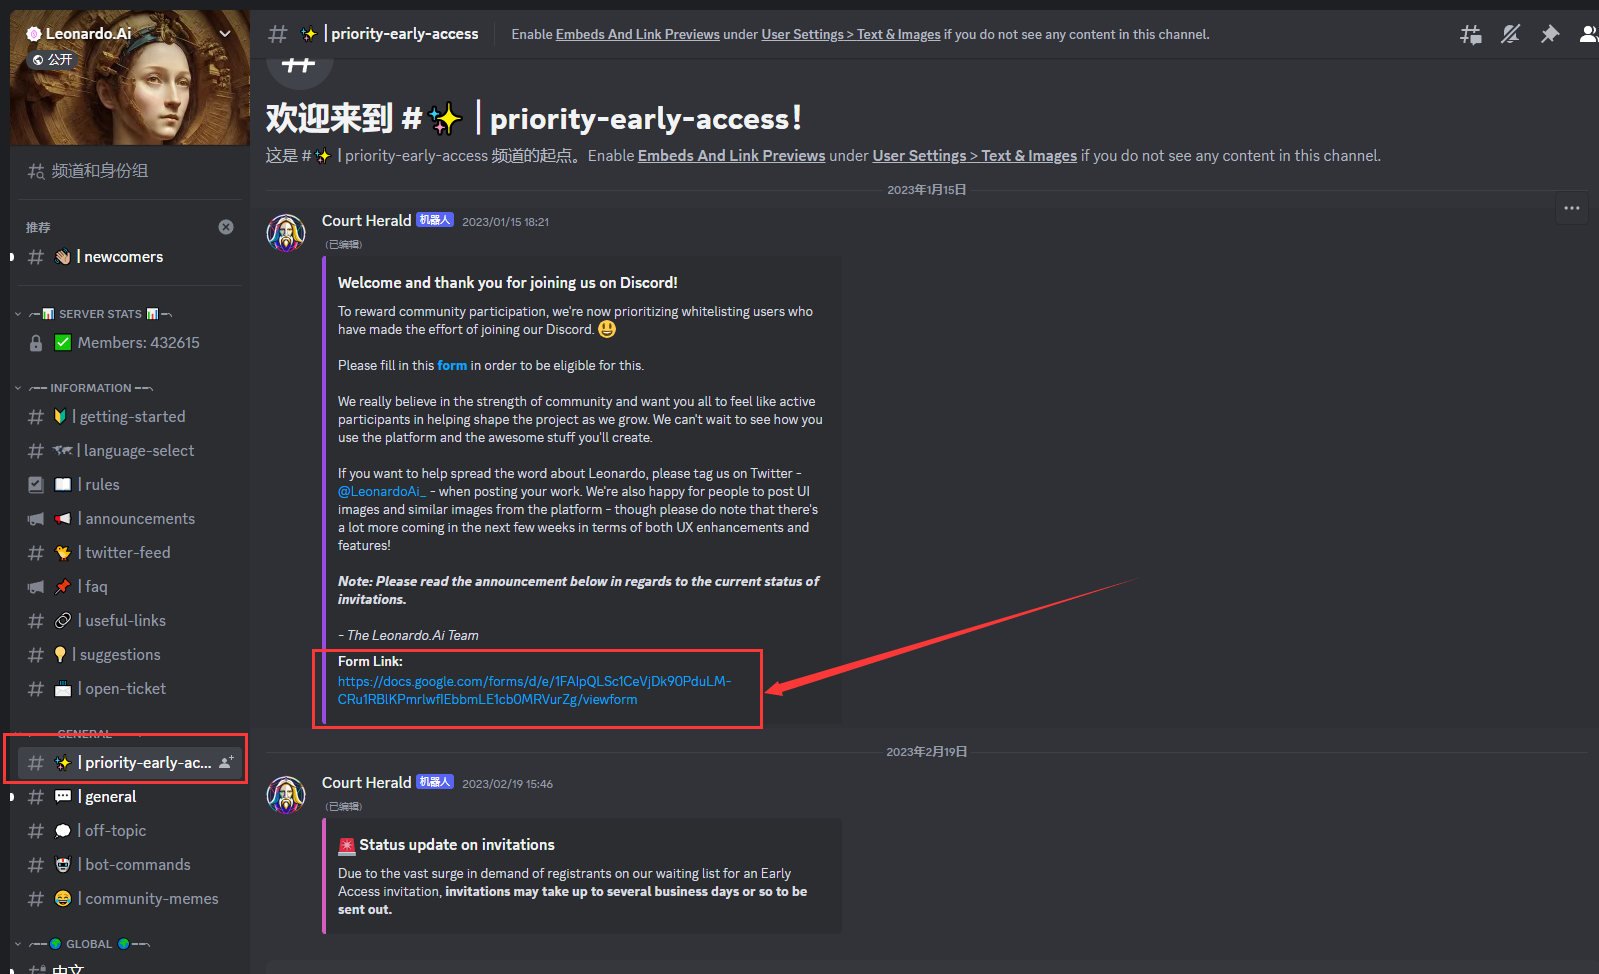 Leonardo.Ai
公开
频道和身份组
推荐
| newcomers
SERVER STATS
Members: 432615
INFORMATION
| getting-started
| language-select
| rules
| announcements
| twitter-feed
| faq
| useful-links
| suggestions
| open-ticket
GENERAL
| priority-early-ac...
| general
| off-topic
| bot-commands
| community-memes
GLOBAL
中文
# ✨ | priority-early-access
Enable Embeds And Link Previews under User Settings > Text & Images if you do not see any content in this channel.
欢迎来到 #✨ | priority-early-access!
这是 #✨ | priority-early-access 频道的起点。Enable Embeds And Link Previews under User Settings > Text & Images if you do not see any content in this channel.
2023年1月15日
Court Herald 机器人 2023/01/15 18:21
(已编辑)
Welcome and thank you for joining us on Discord!
To reward community participation, we're now prioritizing whitelisting users who
have made the effort of joining our Discord. 😃
Please fill in this form in order to be eligible for this.
We really believe in the strength of community and want you all to feel like active
participants in helping shape the project as we grow. We can't wait to see how you
use the platform and the awesome stuff you'll create.
If you want to help spread the word about Leonardo, please tag us on Twitter -
@LeonardoAi_ - when posting your work. We're also happy for people to post UI
images and similar images from the platform - though please do note that there's
a lot more coming in the next few weeks in terms of both UX enhancements and
features!
Note: Please read the announcement below in regards to the current status of
invitations.
- The Leonardo.Ai Team
Form Link:
https://docs.google.com/forms/d/e/1FAIpQLSc1CeVjDk90PduLM-
CRu1RBlKPmrlwflEbbmLE1cb0MRVurZg/viewform
2023年2月19日
Court Herald 机器人 2023/02/19 15:46
(已编辑)
🚨 Status update on invitations
Due to the vast surge in demand of registrants on our waiting list for an Early
Access invitation, invitations may take up to several business days or so to be
sent out.